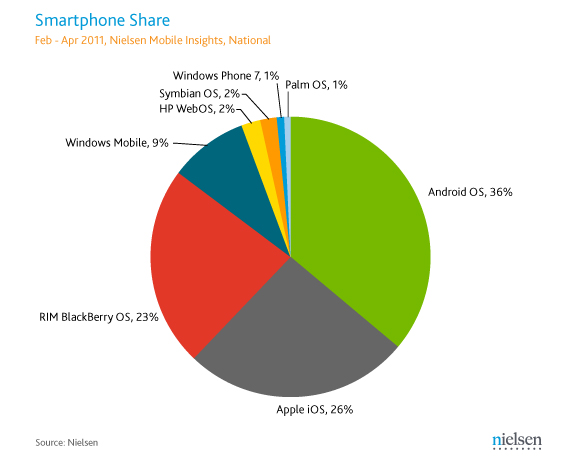 Smartphone Share
Feb - Apr 2011, Nielsen Mobile Insights, National
Windows Phone 7, 1%
Palm OS, 1%
Symbian OS, 2%
HP WebOS, 2%
Windows Mobile, 9%
Android OS, 36%
RIM BlackBerry OS, 23%
Apple iOS, 26%
Source: Nielsen
nielsen